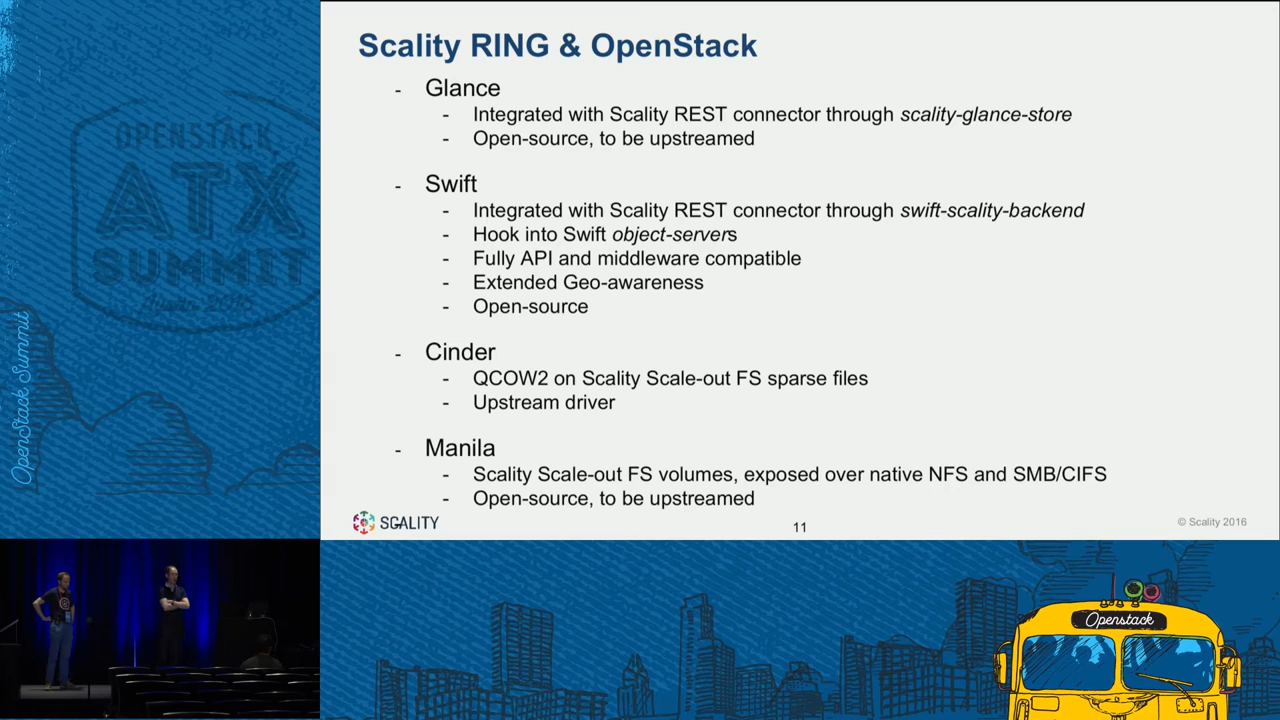 Scality RING & OpenStack
- Glance
- Integrated with Scality REST connector through scality-glance-store
- Open-source, to be upstreamed
- Swift
- Integrated with Scality REST connector through swift-scality-backend
- Hook into Swift object-servers
- Fully API and middleware compatible
- Extended Geo-awareness
- Open-source
- Cinder
- QCOW2 on Scality Scale-out FS sparse files
- Upstream driver
- Manila
- Scality Scale-out FS volumes, exposed over native NFS and SMB/CIFS
- Open-source, to be upstreamed
SCALITY
11
© Scality 2016
OPENSTACK
ATX
SUMMIT
OpenStack Summit
Openstack